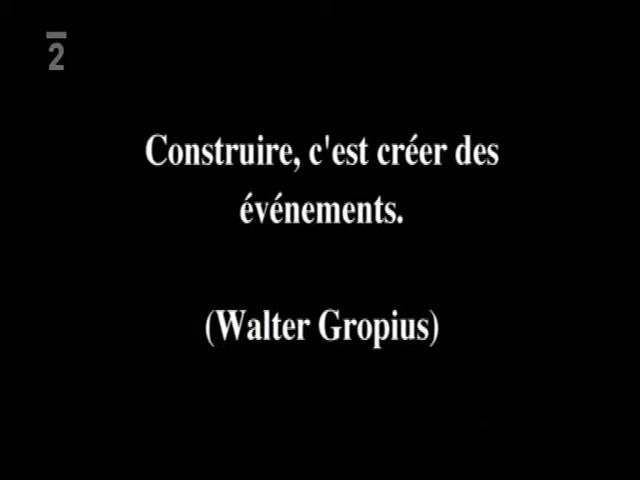 2
Construire, c'est créer des
événements.
(Walter Gropius)